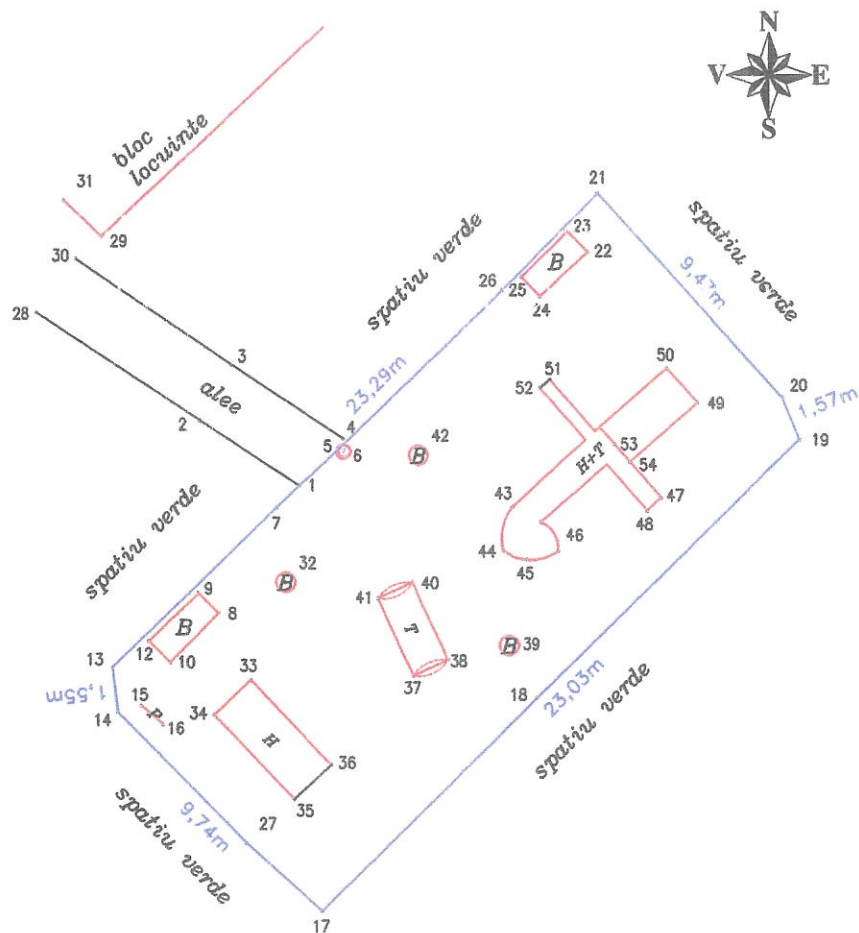 N
V
E
S
bloc
locuinte
31
29
30
28
21
spatiu verde
23
22
B
26
25
24
spatiu verde
9,47m
3
alee
2
23,29m
51
52
50
49
20
1,57m
19
4
5
6
42
B
53
H+T
54
1
7
43
47
48
46
44
45
spatiu verde
9
8
B
32
B
41
40
T
12
10
13
1,55m
14
15
P
16
33
34
H
36
35
38
37
B
39
18
23,03m
spatiu verde
27
9,74m
spatiu verde
17